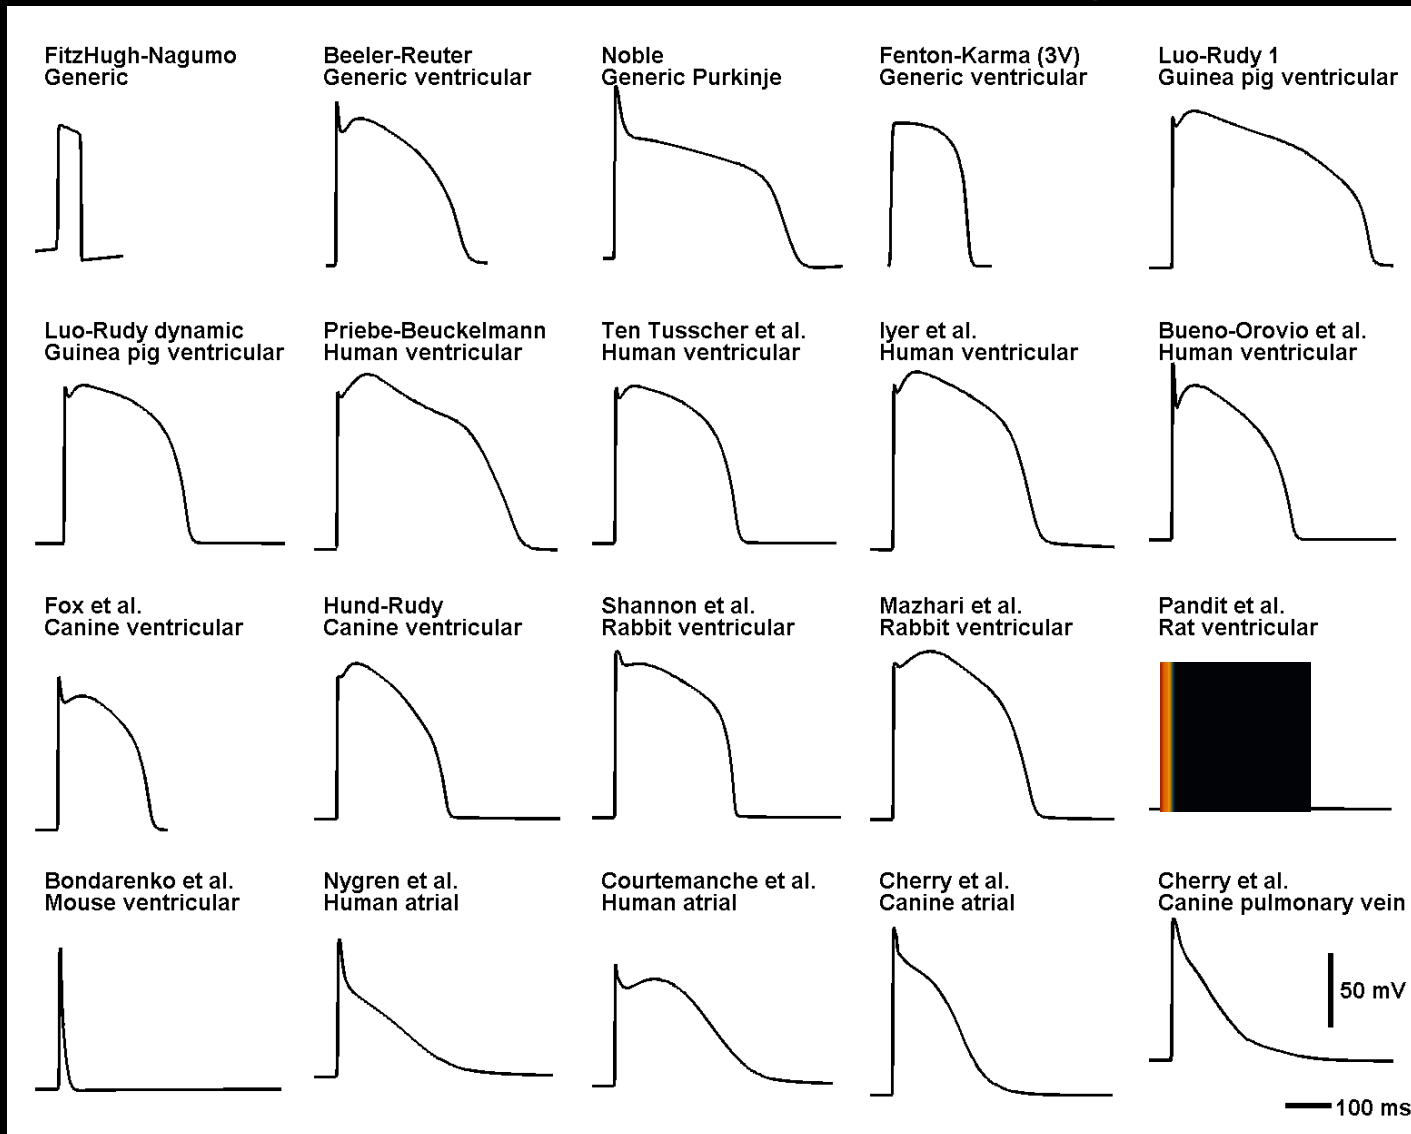 FitzHugh-Nagumo
Generic
Beeler-Reuter
Generic ventricular
Noble
Generic Purkinje
Fenton-Karma (3V)
Generic ventricular
Luo-Rudy 1
Guinea pig ventricular
Luo-Rudy dynamic
Guinea pig ventricular
Priebe-Beuckelmann
Human ventricular
Ten Tusscher et al.
Human ventricular
Iyer et al.
Human ventricular
Bueno-Orovio et al.
Human ventricular
Fox et al.
Canine ventricular
Hund-Rudy
Canine ventricular
Shannon et al.
Rabbit ventricular
Mazhari et al.
Rabbit ventricular
Pandit et al.
Rat ventricular
Bondarenko et al.
Mouse ventricular
Nygren et al.
Human atrial
Courtemanche et al.
Human atrial
Cherry et al.
Canine atrial
Cherry et al.
Canine pulmonary vein
50 mV
100 ms